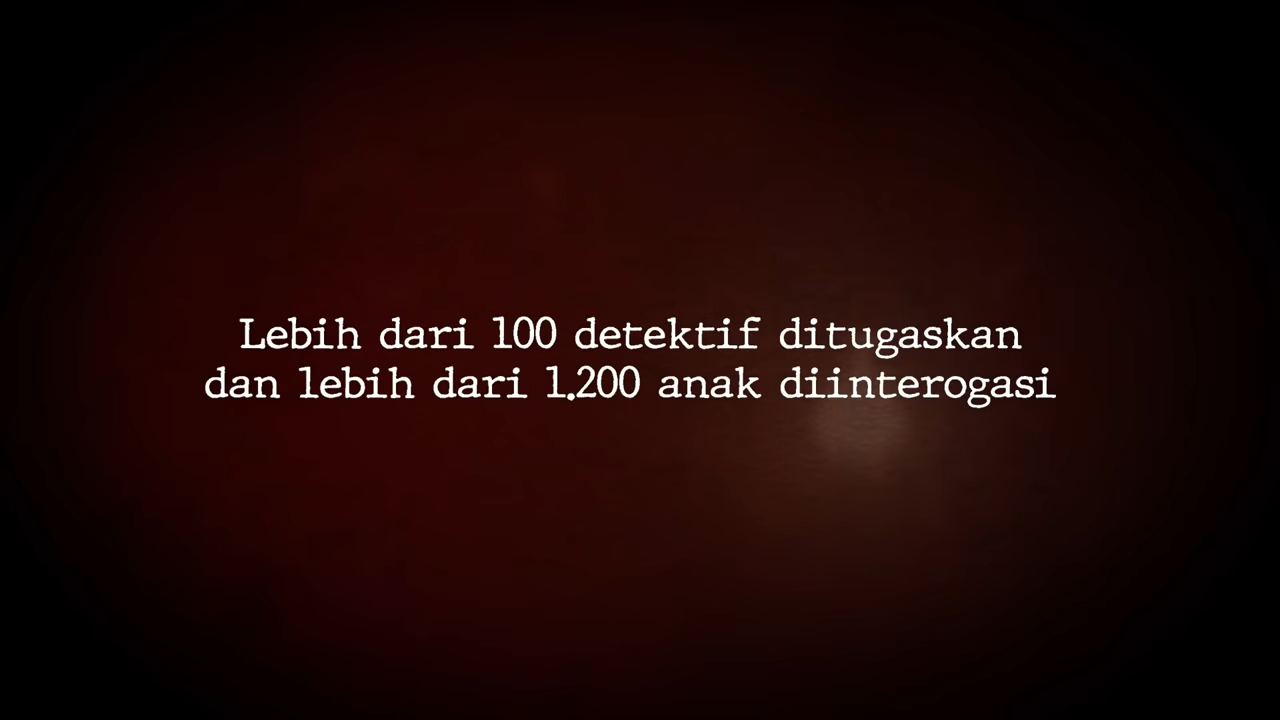 Lebih dari 100 detektif ditugaskan
dan lebih dari 1.200 anak diinterogasi